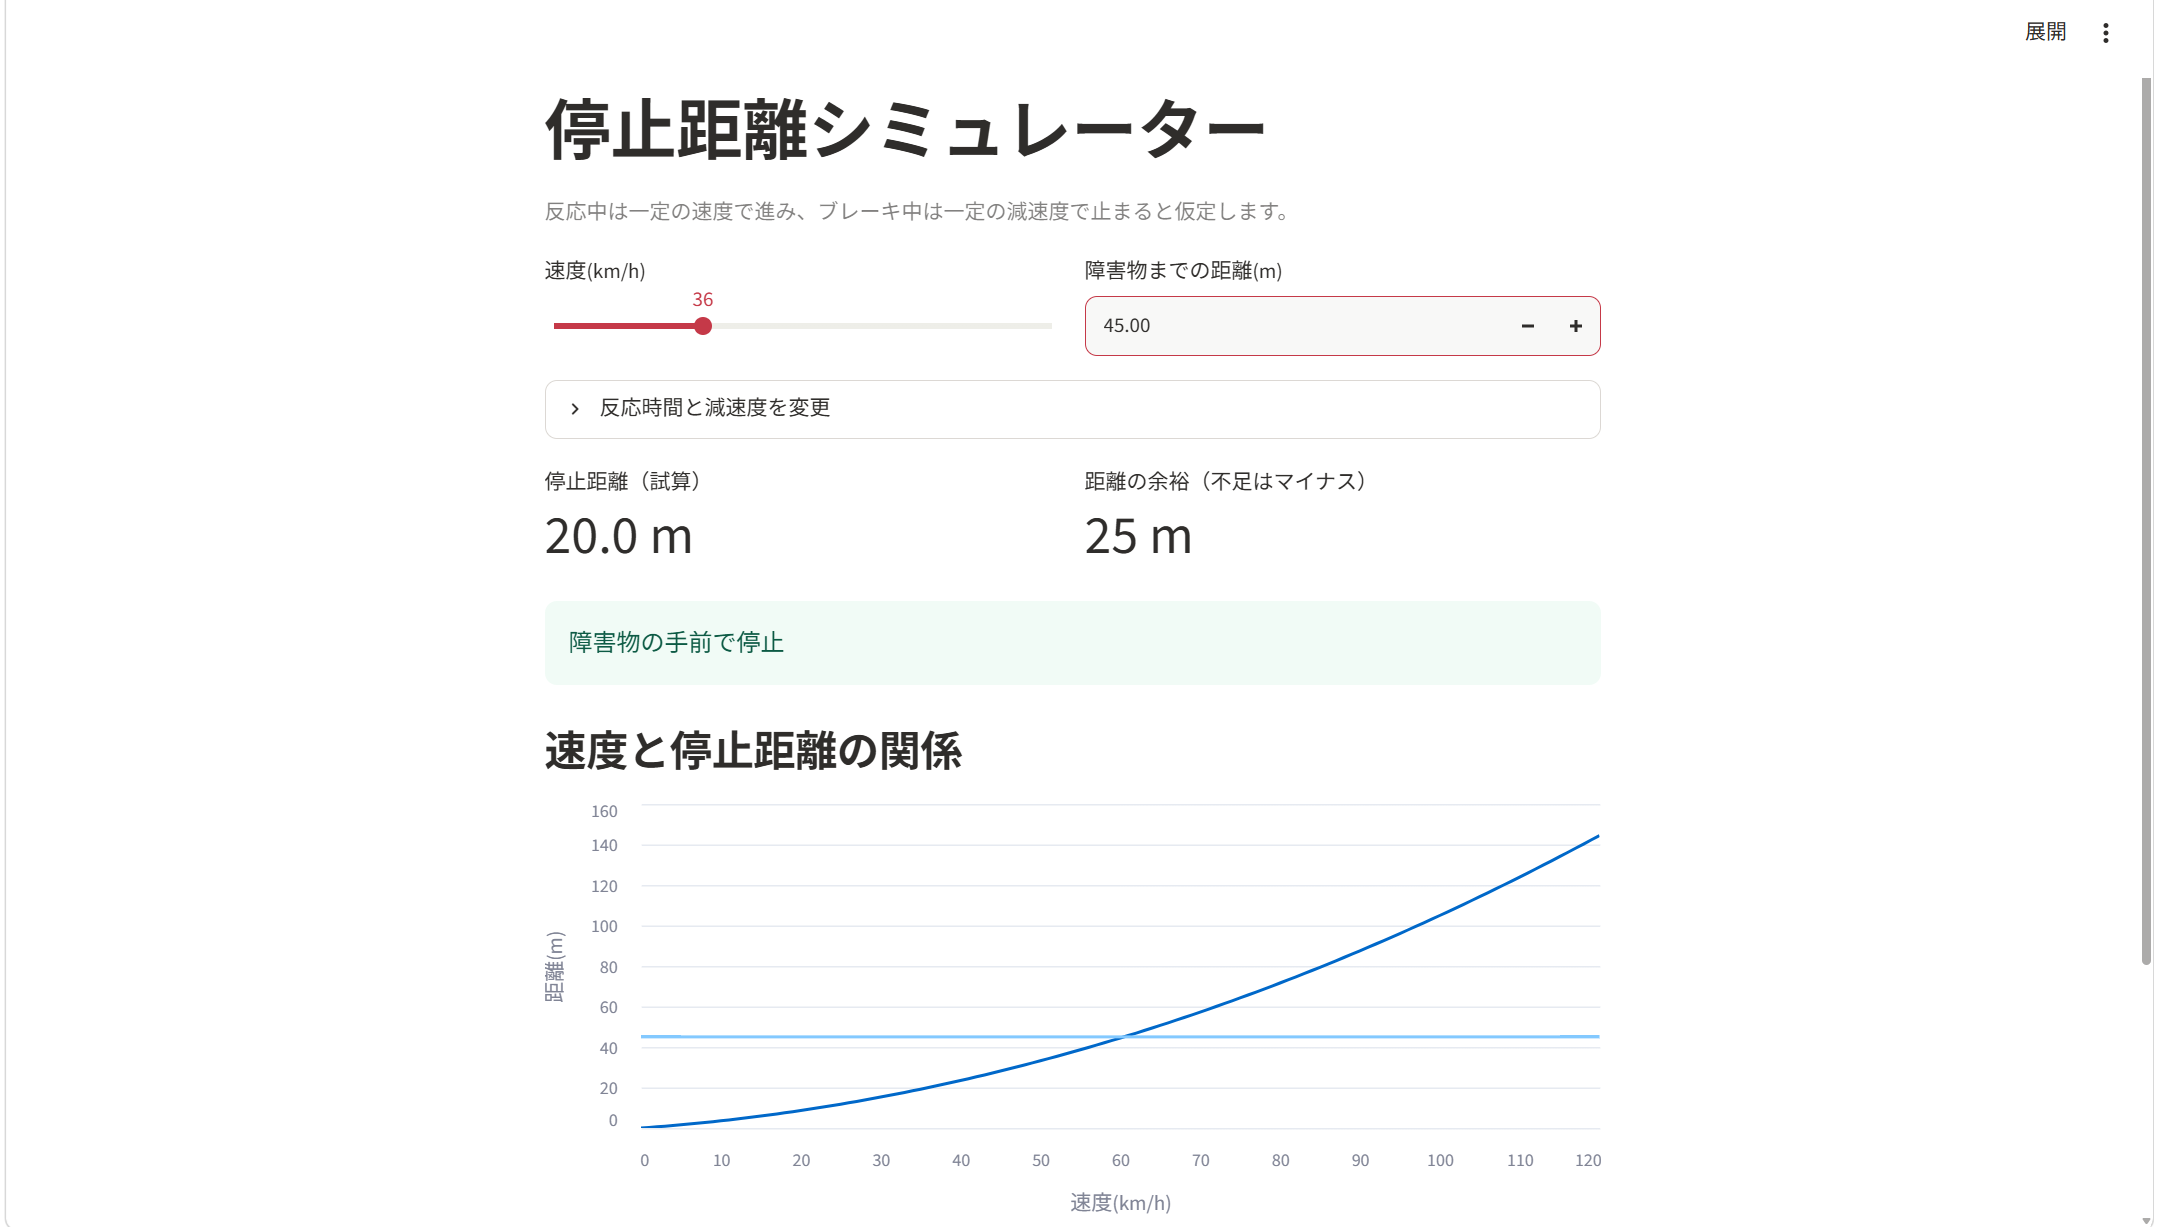 展開
停止距離シミュレーター
反応中は一定の速度で進み、ブレーキ中は一定の減速度で止まると仮定します。
速度(km/h)
36
障害物までの距離(m)
45.00
反応時間と減速度を変更
停止距離（試算）
20.0 m
距離の余裕（不足はマイナス）
25 m
障害物の手前で停止
速度と停止距離の関係
160
140
120
100
80
60
40
20
0
距離(m)
0 10 20 30 40 50 60 70 80 90 100 110 120
速度(km/h)